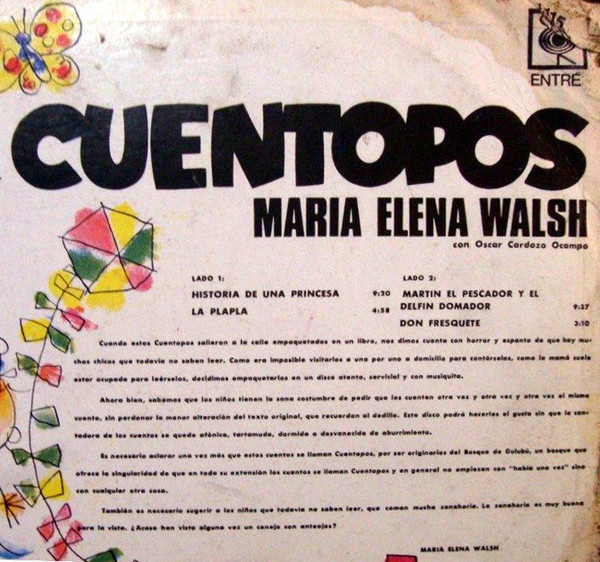 ENTRE
CUENTOPOS
MARIA ELENA WALSH
con Oscar Cardozo Ocampo
LADO 1:
HISTORIA DE UNA PRINCESA 9:20
LA PLAPLA 4:58
LADO 2:
MARTIN EL PESCADOR Y EL
DELFIN DOMADOR 9:27
DON FRESQUETE 3:10
Cuando estos Cuentopos salieron a la calle empaquetados en un libro, nos dimos cuenta con horror y espanto de que hay mu-
chos chicos que todavía no saben leer. Como era imposible visitarlos a uno por uno a domicilio para contárselos, como la mamá suele
estar ocupada para leérselos, decidimos empaquetarlos en un disco atento, servicial y con musiquita.
Ahora bien, sabemos que los niños tienen la sana costumbre de pedir que les cuenten otra vez y otra vez y otra vez el mismo
cuento, sin perdonar la menor alteración del texto original, que recuerdan al dedillo. Este disco podrá hacerles el gusto sin que la con-
tadora de los cuentos se quede afónica, tartamuda, dormida o desvanecida de aburrimiento.
Es necesario aclarar una vez más que estos cuentos se llaman Cuentopos, por ser originarios del Bosque de Gulubú, un bosque que
ofrece la singularidad de que en toda su extensión los cuentos se llaman Cuentopos y en general no empiezan con "había una vez" sino
con cualquier otra cosa.
También es necesario sugerir a los niños que todavía no saben leer, que coman mucha zanahoria. La zanahoria es muy buena
para la vista. ¿Acaso han visto alguna vez un conejo con anteojos?
MARIA ELENA WALSH